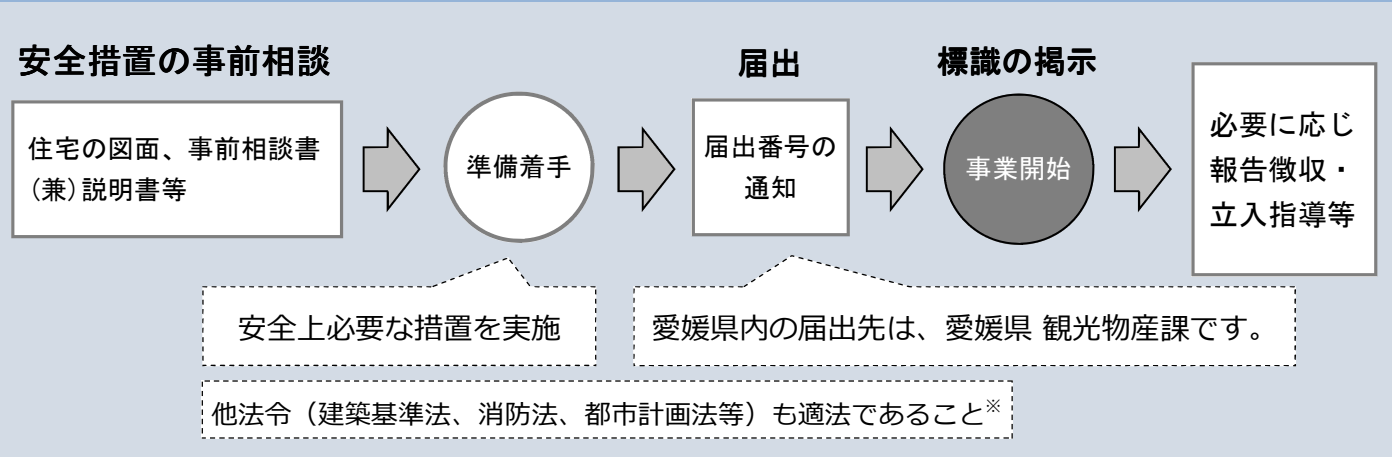 安全措置の事前相談
住宅の図面、事前相談書
(兼)説明書等
準備着手
届出
届出番号の
通知
標識の掲示
事業開始
必要に応じ
報告徴収・
立入指導等
安全上必要な措置を実施
愛媛県内の届出先は、愛媛県 観光物産課です。
他法令（建築基準法、消防法、都市計画法等）も適法であること※